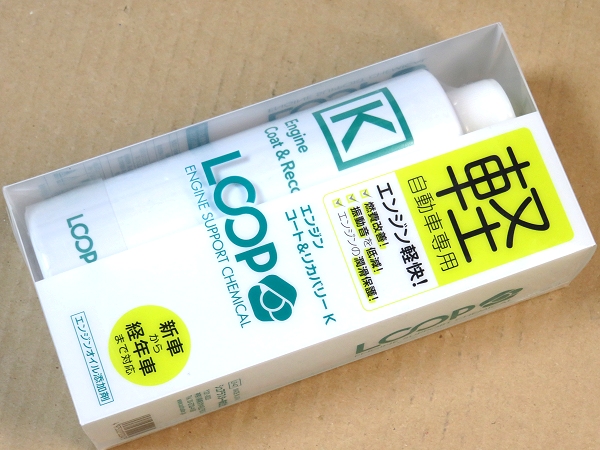 K
Engine
Coat & Recc
LOOP
LOOP
ENGINE SUPPORT CHEMICAL
エンジン
コート&リカバリー K
軽
自動車専用
エンジン軽快!
燃費改善!
振動音を低減!
エンジンの潤滑保護!
新車
から
経年車
まで対応
エンジンオイル添加剤
LOOP